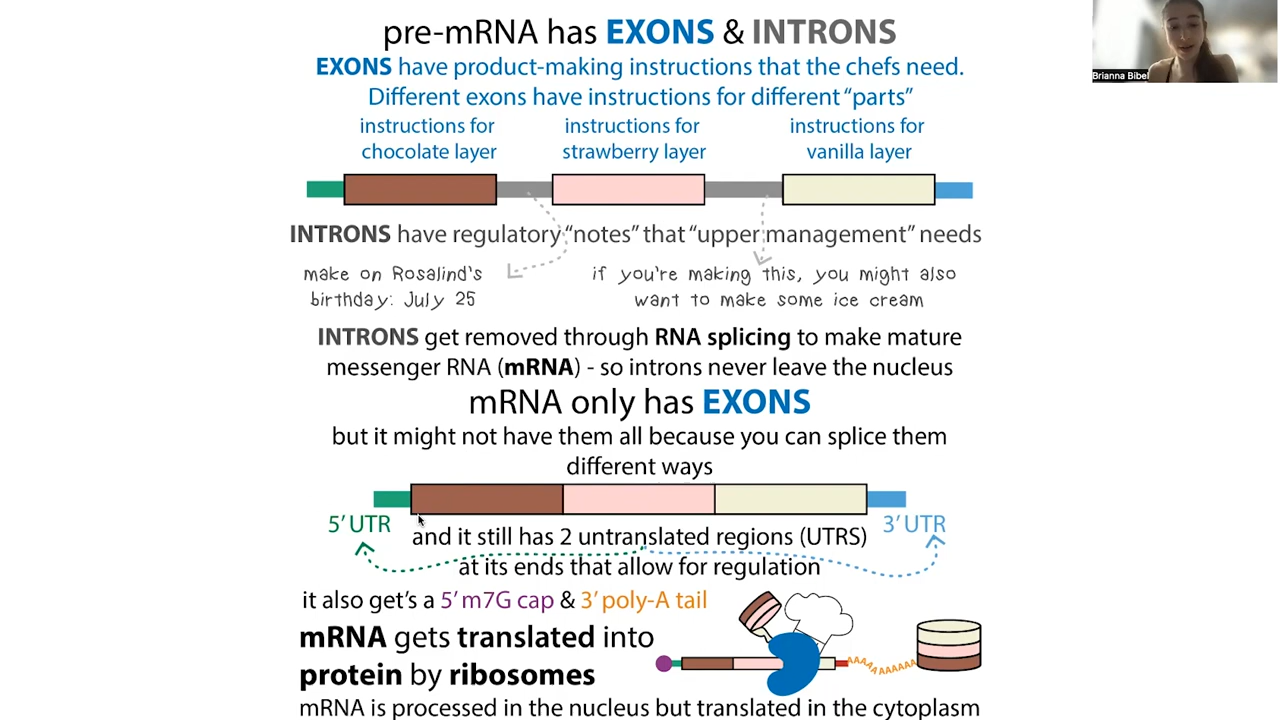 pre-mRNA has EXONS & INTRONS
EXONS have product-making instructions that the chefs need.
Different exons have instructions for different “parts”
instructions for chocolate layer
instructions for strawberry layer
instructions for vanilla layer
INTRONS have regulatory “notes” that “upper management” needs
make on Rosalind's birthday: July 25
if you're making this, you might also want to make some ice cream
INTRONS get removed through RNA splicing to make mature
messenger RNA (mRNA) - so introns never leave the nucleus
mRNA only has EXONS
but it might not have them all because you can splice them
different ways
5’ UTR
3’ UTR
and it still has 2 untranslated regions (UTRS)
at its ends that allow for regulation
it also get’s a 5’ m7G cap & 3’ poly-A tail
mRNA gets translated into
protein by ribosomes
AAAAAAAAAAA
mRNA is processed in the nucleus but translated in the cytoplasm
Brianna Bibel